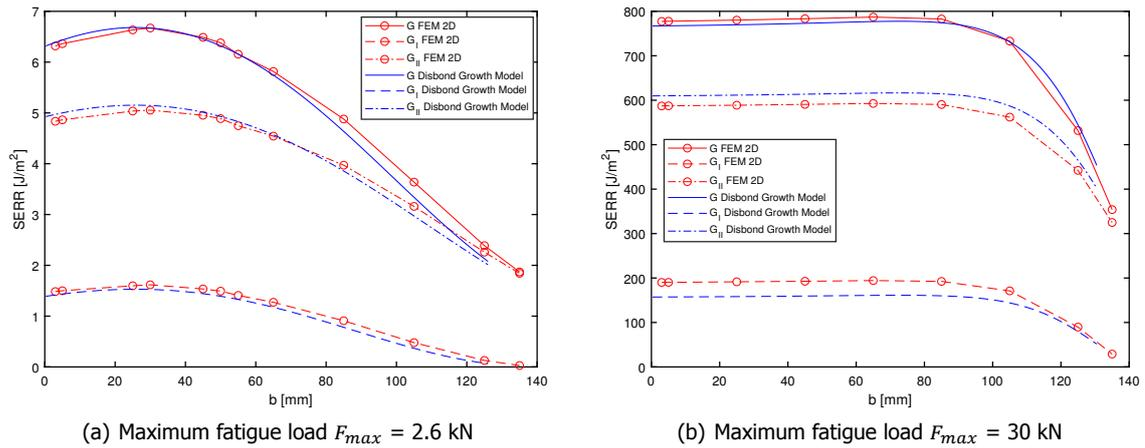 7
6
5
4
3
2
1
0
SERR [J/m²]
0 20 40 60 80 100 120 140
b [mm]
G FEM 2D
G_I FEM 2D
G_II FEM 2D
G Disbond Growth Model
G_I Disbond Growth Model
G_II Disbond Growth Model
(a) Maximum fatigue load F_max = 2.6 kN
800
700
600
500
400
300
200
100
0
SERR [J/m²]
0 20 40 60 80 100 120 140
b [mm]
G FEM 2D
G_I FEM 2D
G_II FEM 2D
G Disbond Growth Model
G_I Disbond Growth Model
G_II Disbond Growth Model
(b) Maximum fatigue load F_max = 30 kN